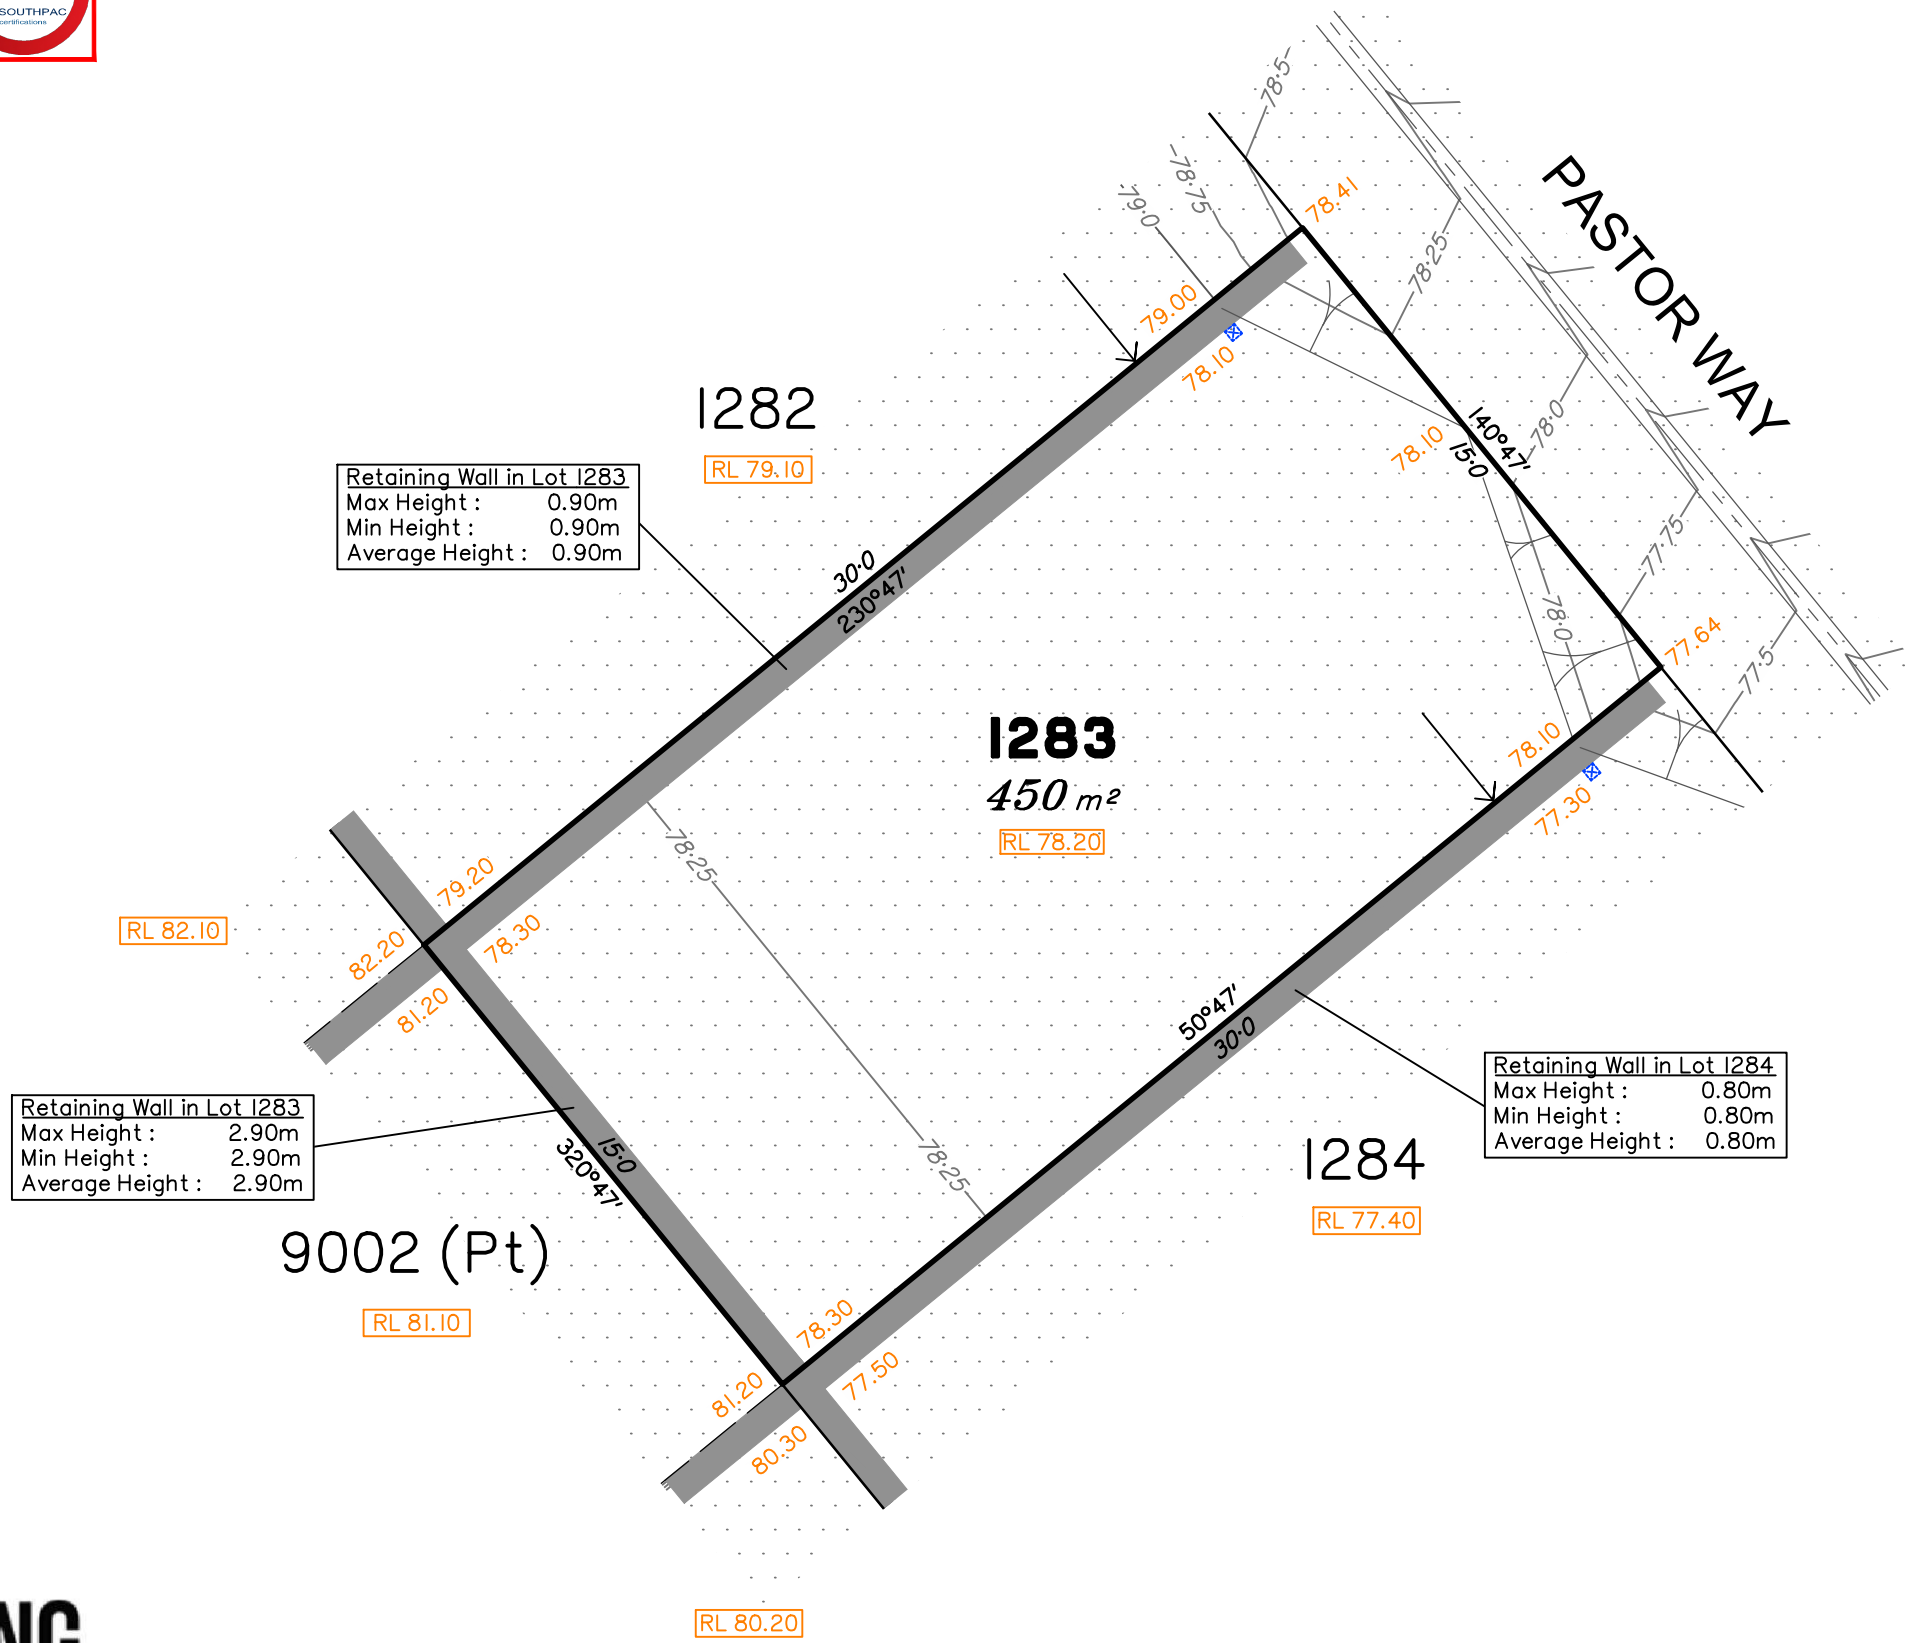 SOUTHPAC
certifications
78·5
78·75
79·0
78.41
78·25
PASTOR WAY
79.00
78.10
1282
RL 79.10
78.10
140°47'
15·0
78·0
Retaining Wall in Lot 1283
Max Height : 0.90m
Min Height : 0.90m
Average Height : 0.90m
30·0
230°47'
77·75
78·0
77.64
77·5
1283
450 m²
RL 78.20
78.10
77.30
78·25
79.20
78.30
RL 82.10
82.20
81.20
50°47'
30·0
Retaining Wall in Lot 1284
Max Height : 0.80m
Min Height : 0.80m
Average Height : 0.80m
Retaining Wall in Lot 1283
Max Height : 2.90m
Min Height : 2.90m
Average Height : 2.90m
15·0
320°47'
78·25
1284
RL 77.40
9002 (Pt)
RL 81.10
78.30
77.50
81.20
80.30
RL 80.20
NG